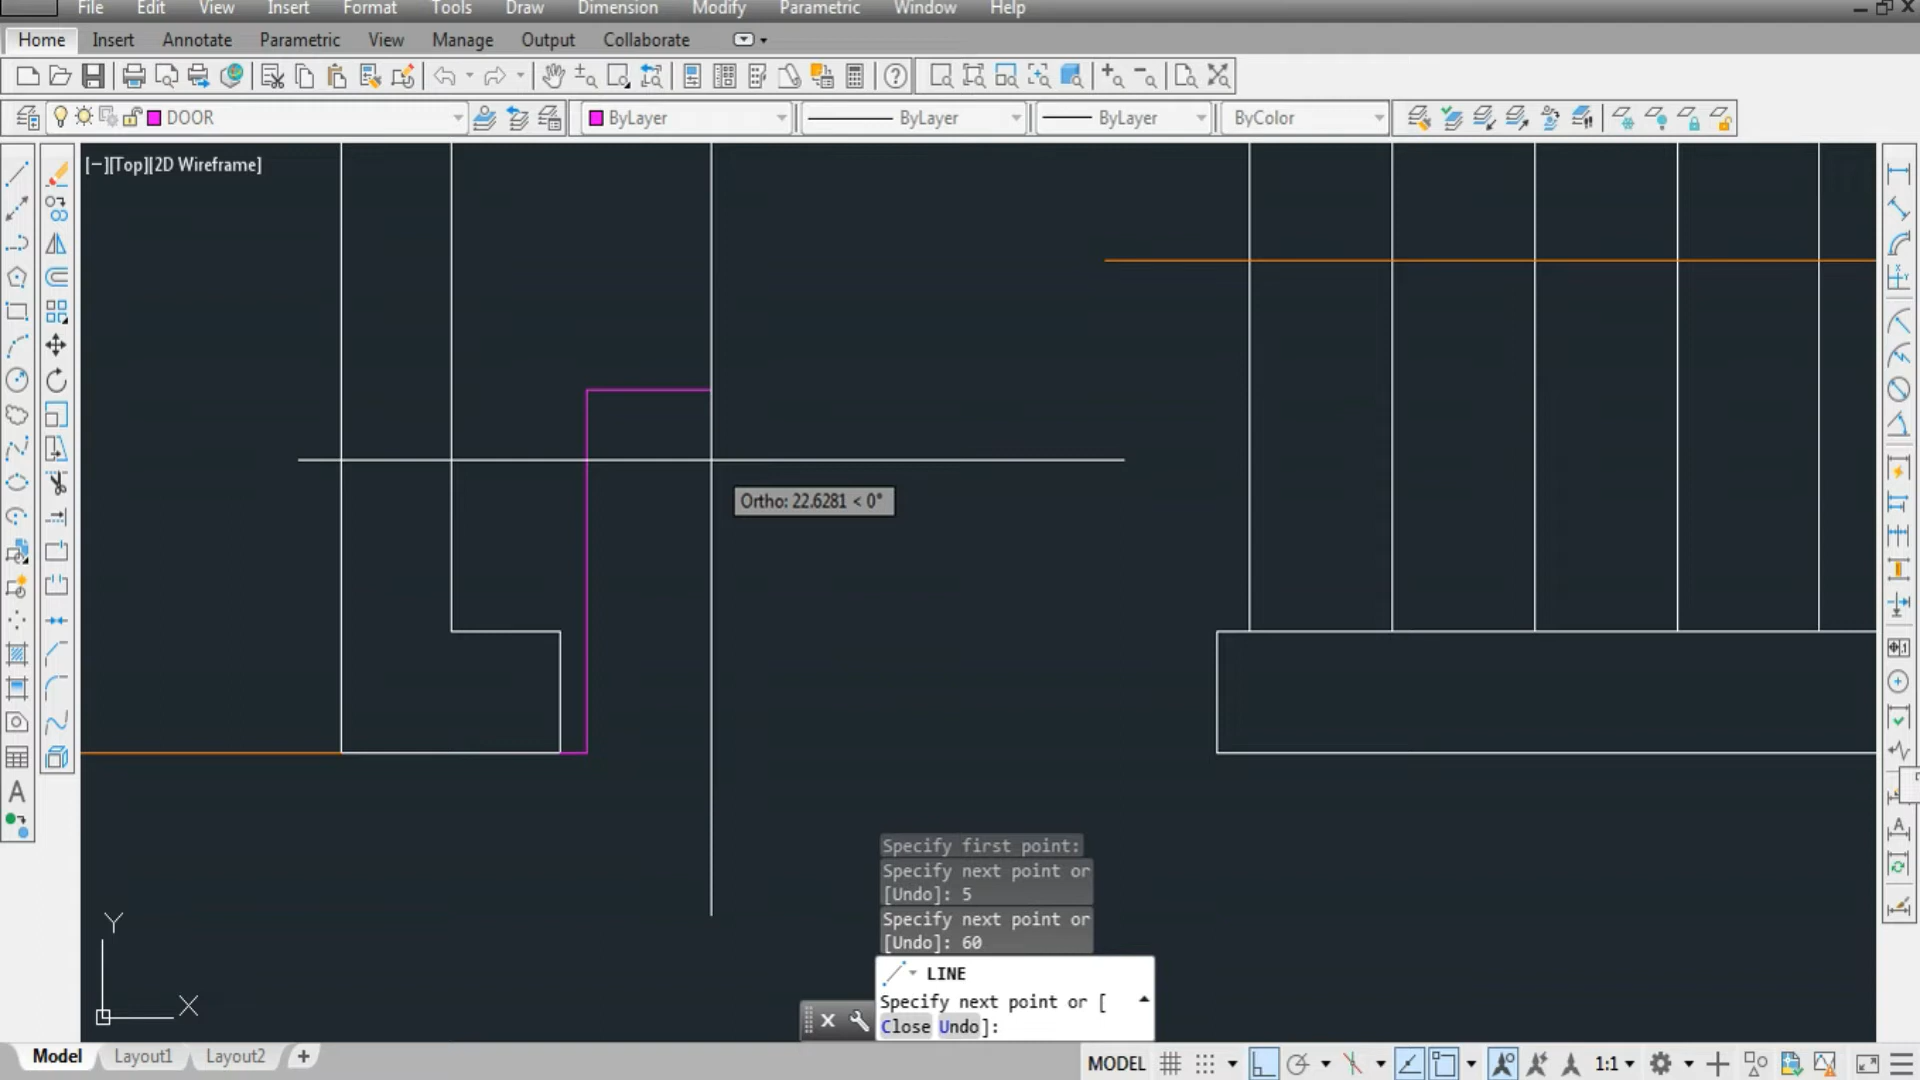 File Edit View Insert Format Tools Draw Dimension Modify Parametric Window Help
Home Insert Annotate Parametric View Manage Output Collaborate
DOOR ByLayer ByLayer ByLayer ByColor
[−][Top][2D Wireframe]
Ortho: 22.6281 < 0°
Specify first point:
Specify next point or
[Undo]: 5
Specify next point or
[Undo]: 60
LINE
Specify next point or [
Close Undo]:
Y
X
A
A
Model Layout1 Layout2 +
MODEL 1:1